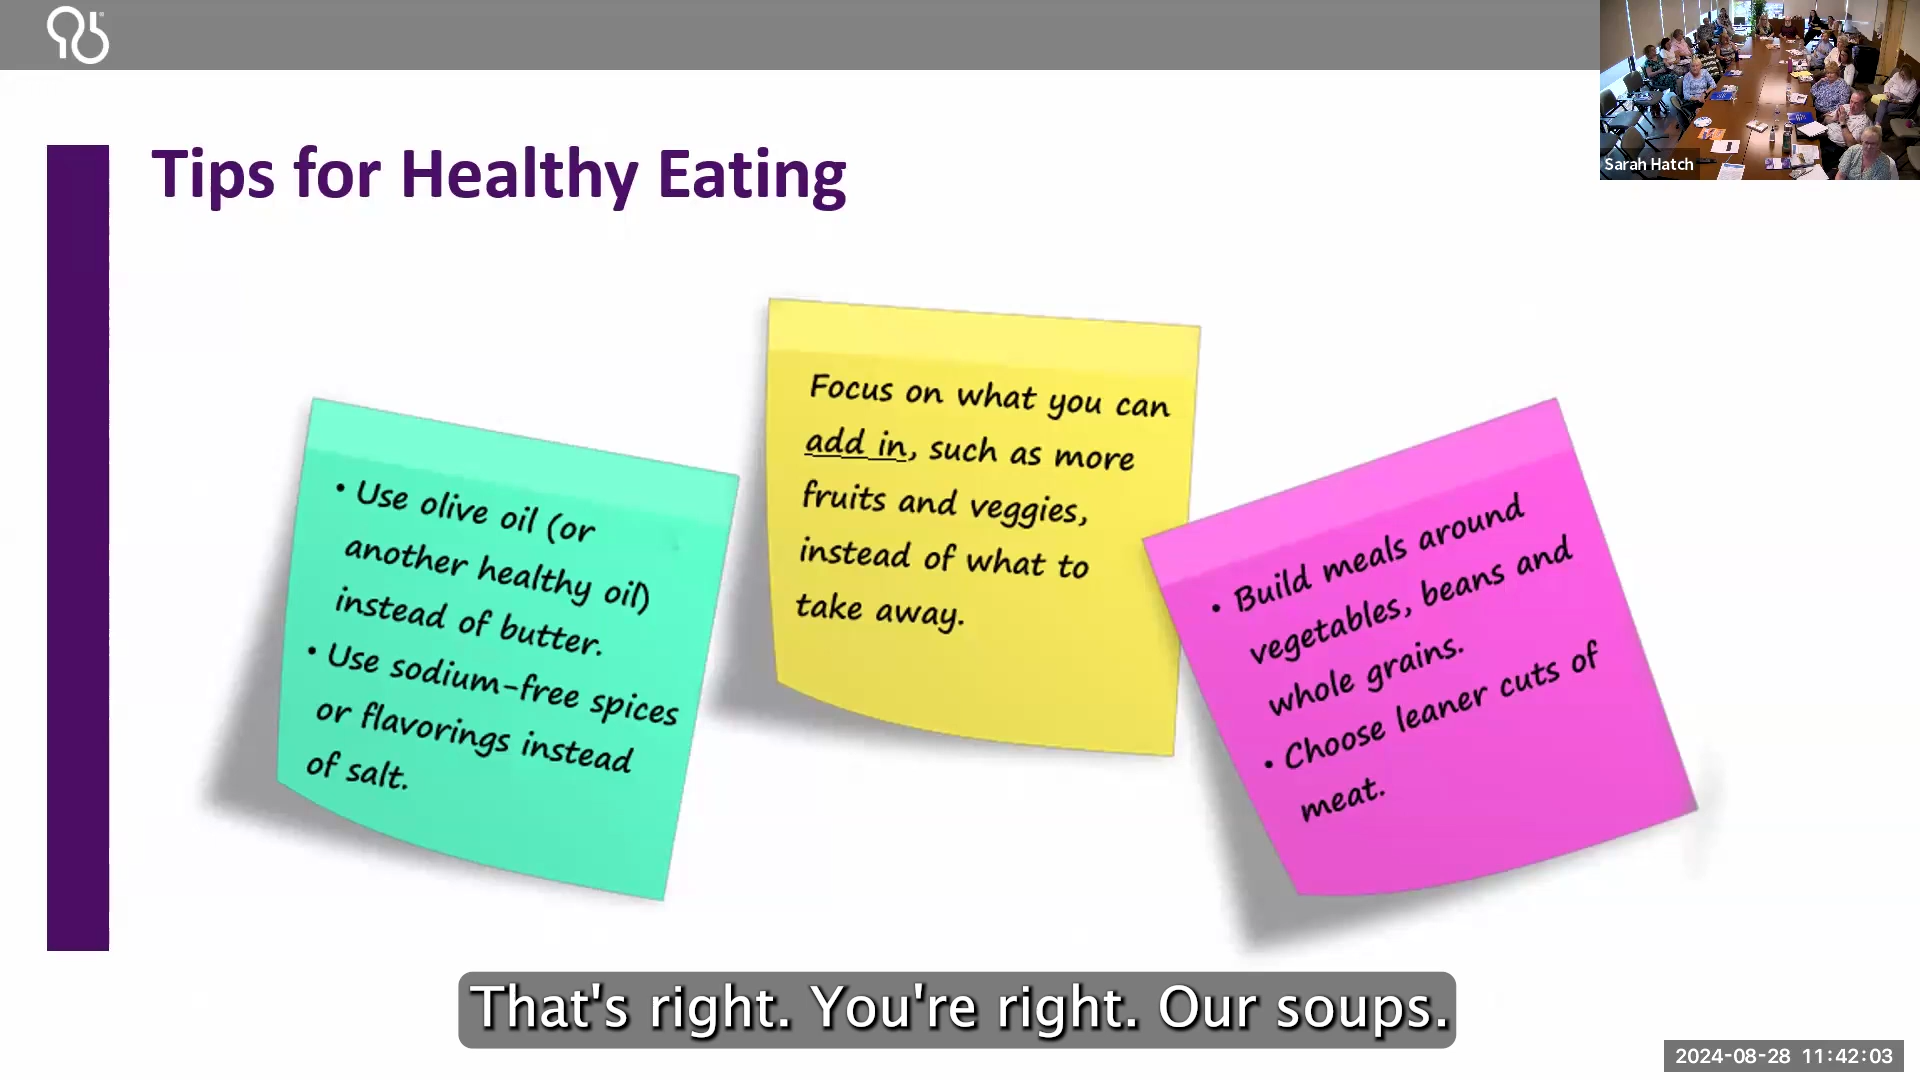 Sarah Hatch
Tips for Healthy Eating
• Use olive oil (or
another healthy oil)
instead of butter.
• Use sodium-free spices
or flavorings instead
of salt.
Focus on what you can
add in, such as more
fruits and veggies,
instead of what to
take away.
• Build meals around
vegetables, beans and
whole grains.
• Choose leaner cuts of
meat.
That's right. You're right. Our soups.
2024-08-28 11:42:03